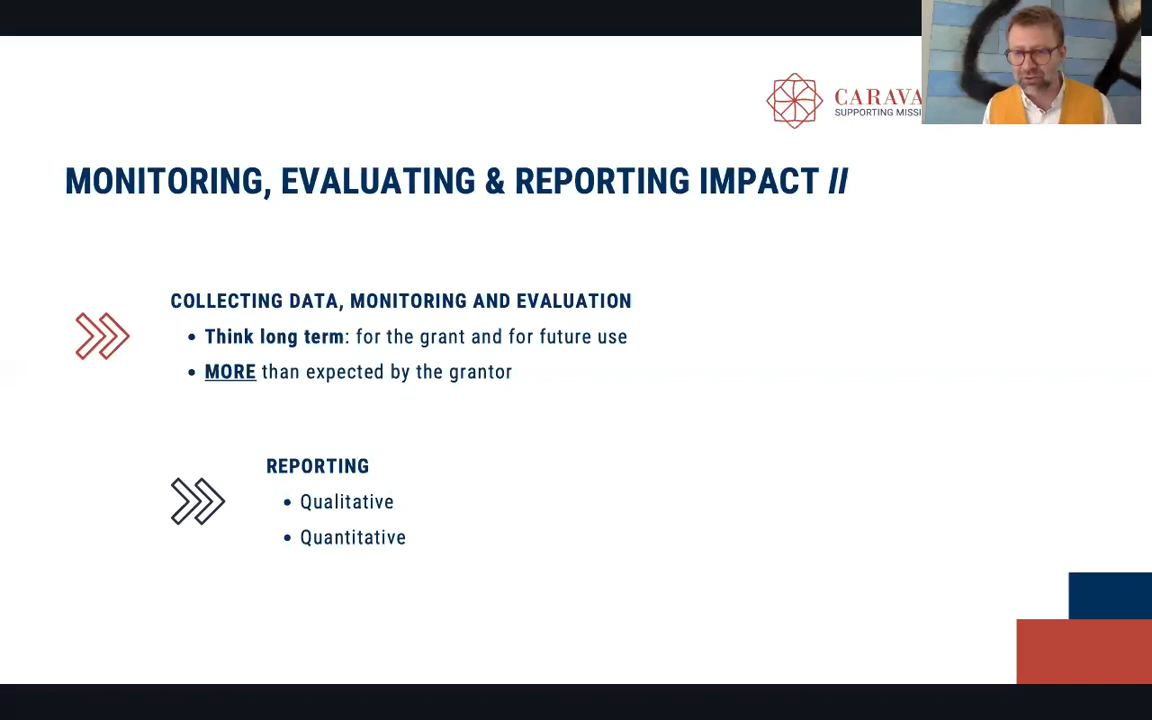 CARAVA
SUPPORTING MISSI
MONITORING, EVALUATING & REPORTING IMPACT II
COLLECTING DATA, MONITORING AND EVALUATION
• Think long term: for the grant and for future use
• MORE than expected by the grantor
REPORTING
• Qualitative
• Quantitative